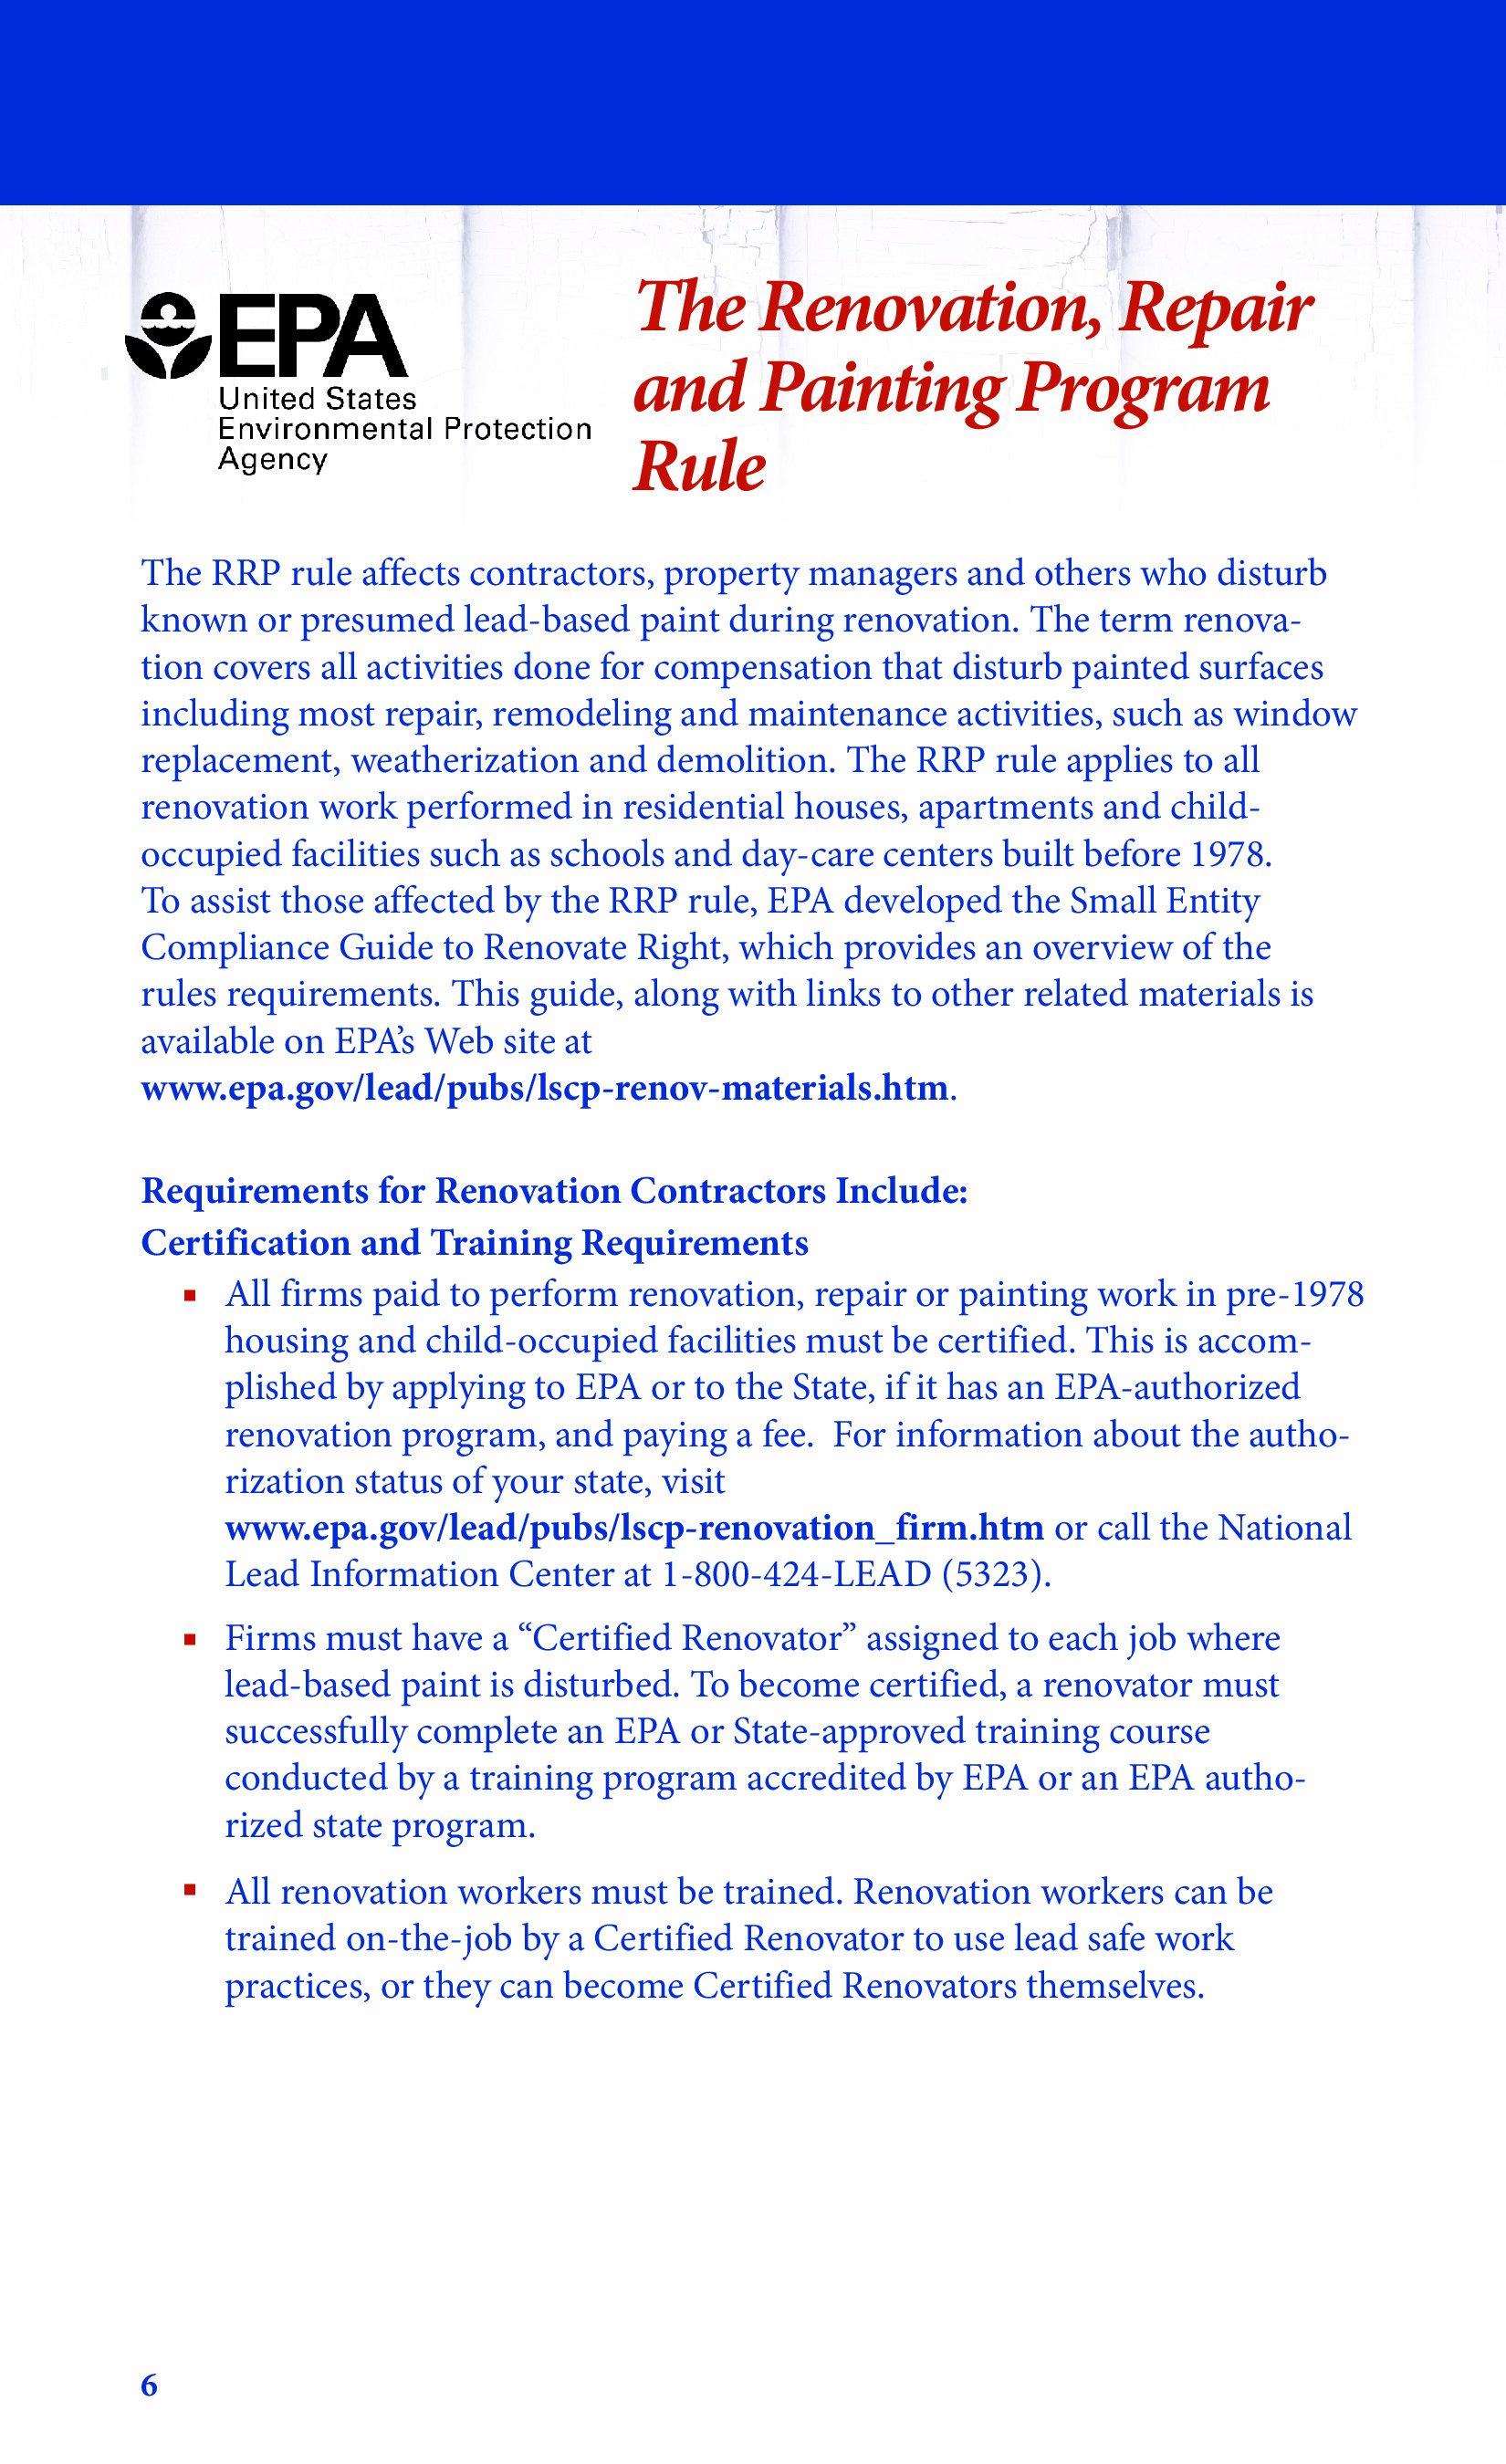 EPA
United States
Environmental Protection
Agency
The Renovation, Repair
and Painting Program
Rule
The RRP rule affects contractors, property managers and others who disturb
known or presumed lead-based paint during renovation. The term renova-
tion covers all activities done for compensation that disturb painted surfaces
including most repair, remodeling and maintenance activities, such as window
replacement, weatherization and demolition. The RRP rule applies to all
renovation work performed in residential houses, apartments and child-
occupied facilities such as schools and day-care centers built before 1978.
To assist those affected by the RRP rule, EPA developed the Small Entity
Compliance Guide to Renovate Right, which provides an overview of the
rules requirements. This guide, along with links to other related materials is
available on EPA’s Web site at
www.epa.gov/lead/pubs/lscp-renov-materials.htm.
Requirements for Renovation Contractors Include:
Certification and Training Requirements
▪ All firms paid to perform renovation, repair or painting work in pre-1978
housing and child-occupied facilities must be certified. This is accom-
plished by applying to EPA or to the State, if it has an EPA-authorized
renovation program, and paying a fee.  For information about the autho-
rization status of your state, visit
www.epa.gov/lead/pubs/lscp-renovation_firm.htm or call the National
Lead Information Center at 1-800-424-LEAD (5323).
▪ Firms must have a “Certified Renovator” assigned to each job where
lead-based paint is disturbed. To become certified, a renovator must
successfully complete an EPA or State-approved training course
conducted by a training program accredited by EPA or an EPA autho-
rized state program.
▪ All renovation workers must be trained. Renovation workers can be
trained on-the-job by a Certified Renovator to use lead safe work
practices, or they can become Certified Renovators themselves.
6